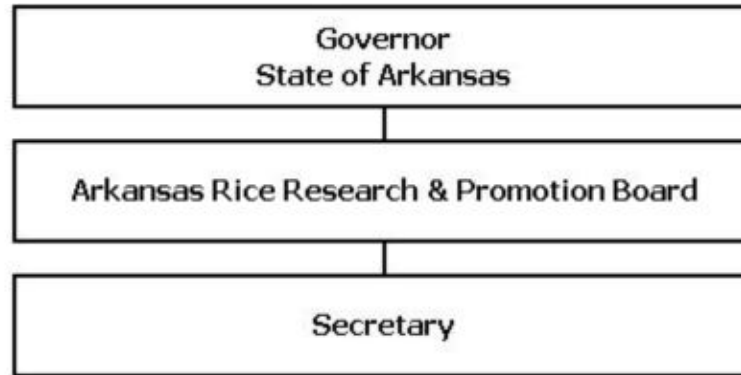 Governor
State of Arkansas
Arkansas Rice Research & Promotion Board
Secretary